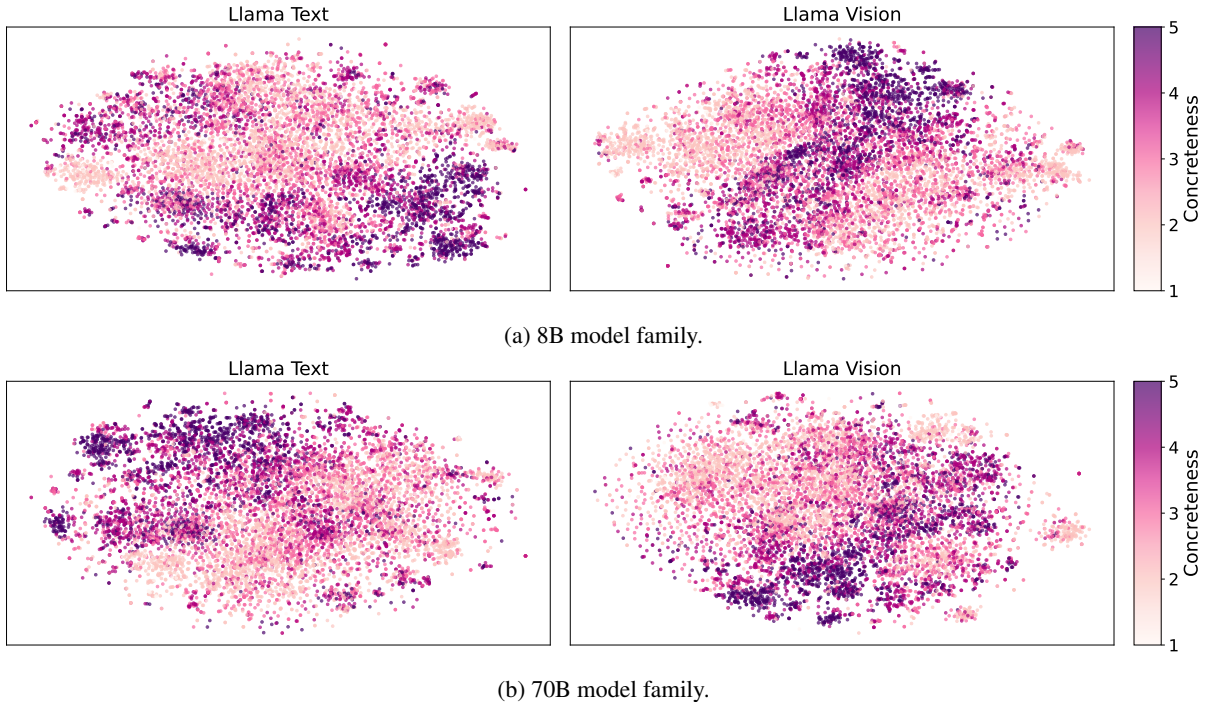 Llama Text
Llama Vision
5
4
3
2
1
Concreteness
(a) 8B model family.
Llama Text
Llama Vision
5
4
3
2
1
Concreteness
(b) 70B model family.